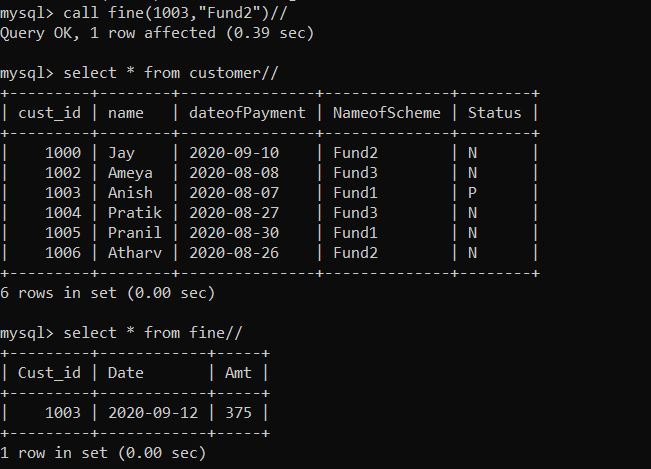 mysql> call fine(1003,"Fund2")//
Query OK, 1 row affected (0.39 sec)
mysql> select * from customer//
+---------+--------+---------------+--------------+--------+
| cust_id | name   | dateofPayment | NameofScheme | Status |
+---------+--------+---------------+--------------+--------+
|    1000 | Jay    | 2020-09-10    | Fund2        | N      |
|    1002 | Ameya  | 2020-08-08    | Fund3        | N      |
|    1003 | Anish  | 2020-08-07    | Fund1        | P      |
|    1004 | Pratik | 2020-08-27    | Fund3        | N      |
|    1005 | Pranil | 2020-08-30    | Fund1        | N      |
|    1006 | Atharv | 2020-08-26    | Fund2        | N      |
+---------+--------+---------------+--------------+--------+
6 rows in set (0.00 sec)
mysql> select * from fine//
+---------+------------+-----+
| Cust_id | Date       | Amt |
+---------+------------+-----+
|    1003 | 2020-09-12 | 375 |
+---------+------------+-----+
1 row in set (0.00 sec)